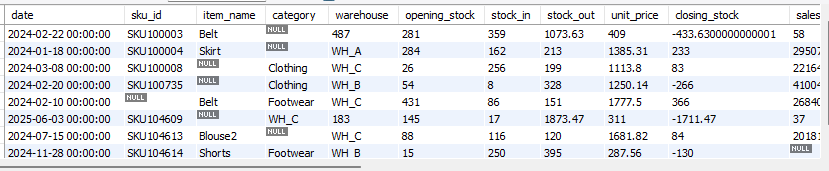 date sku_id item_name category warehouse opening_stock stock_in stock_out unit_price closing_stock sales
2024-02-22 00:00:00 SKU100003 Belt NULL 487 281 359 1073.63 409 -433.6300000000001 58
2024-01-18 00:00:00 SKU100004 Skirt NULL WH_A 284 162 213 1385.31 233 29507
2024-03-08 00:00:00 SKU100008 NULL Clothing WH_C 26 256 199 1113.8 83 22164
2024-02-20 00:00:00 SKU100735 NULL Clothing WH_B 54 8 328 1250.14 -266 41004
2024-02-10 00:00:00 NULL Belt Footwear WH_C 431 86 151 1777.5 366 26840
2025-06-03 00:00:00 SKU104609 NULL WH_C 183 145 17 1873.47 311 -1711.47 37
2024-07-15 00:00:00 SKU104613 Blouse2 NULL WH_C 88 116 120 1681.82 84 20181
2024-11-28 00:00:00 SKU104614 Shorts Footwear WH_B 15 250 395 287.56 -130 NULL